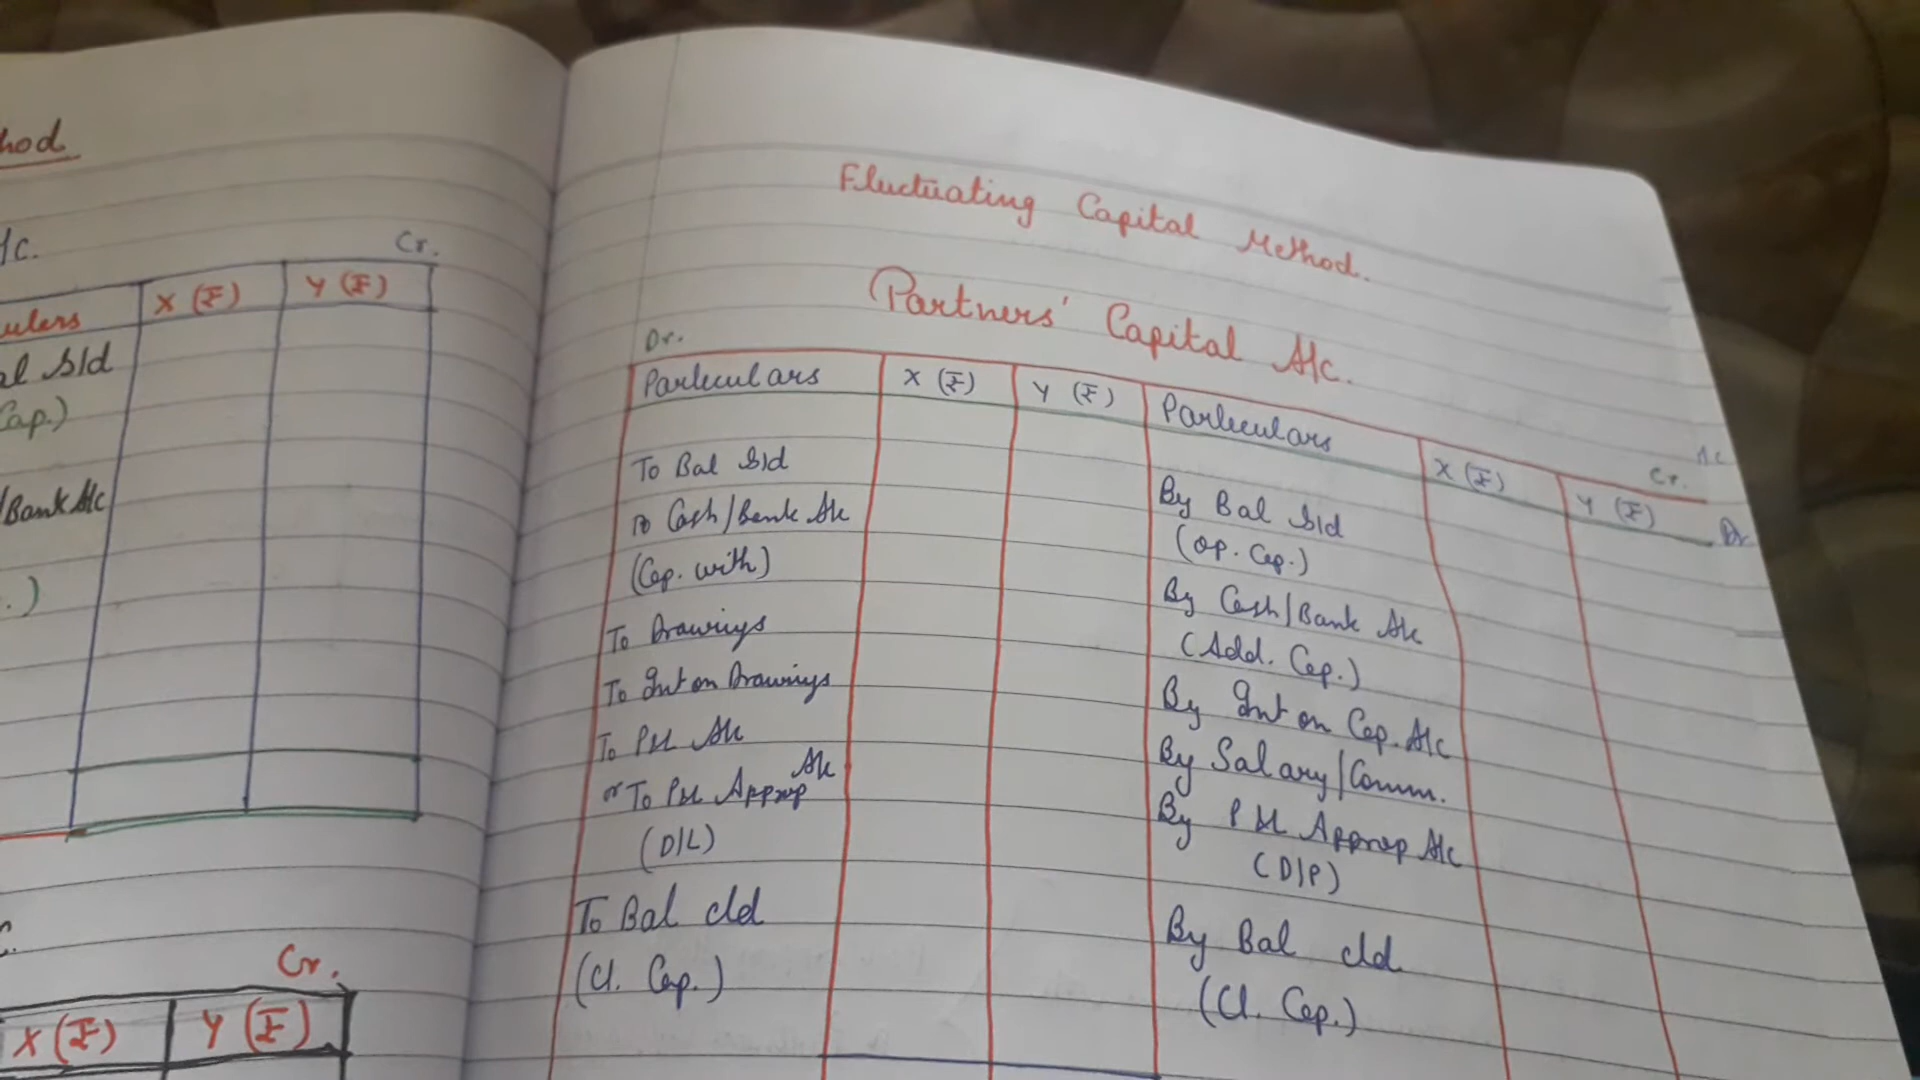 hod
/c.
Cr.
ulers
X (₹)
Y (₹)
al b/d
Cap.)
/Bank A/c
.)
Cr.
X (₹)
Y (₹)
Fluctuating Capital Method.
Partners' Capital A/c.
Dr.
Cr.
Particulars
X (₹)
Y (₹)
Particulars
X (₹)
Y (₹)
To Bal b/d
To Cash/Bank A/c
(Cap. with)
To Drawings
To Int on Drawings
To P&L A/c
or To P&L Approp A/c
(D/L)
To Bal c/d
(Cl. Cap.)
By Bal b/d
(Op. Cap.)
By Cash/Bank A/c
(Add. Cap.)
By Int on Cap. A/c
By Salary/Comm.
By P&L Approp A/c
(D/P)
By Bal c/d
(Cl. Cap.)